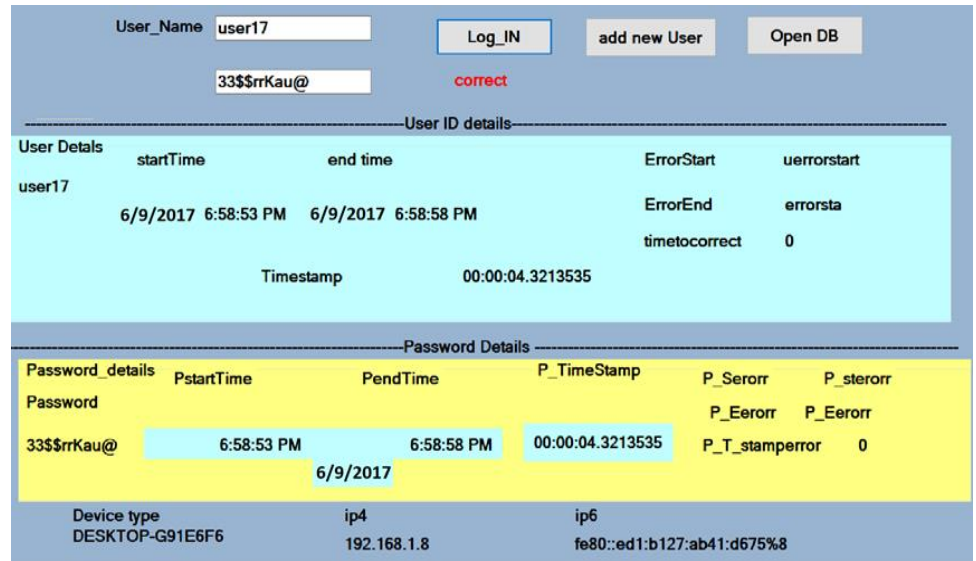 User_Name user17 Log_IN add new User Open DB
33$$rrKau@ correct
User ID details
User Detals
startTime end time ErrorStart uerrorstart
user17
6/9/2017 6:58:53 PM 6/9/2017 6:58:58 PM ErrorEnd errorsta
timetocorrect 0
Timestamp 00:00:04.3213535
Password Details
Password_details PstartTime PendTime P_TimeStamp P_Serorr P_sterorr
Password P_Eerorr P_Eerorr
33$$rrKau@ 6:58:53 PM 6:58:58 PM 00:00:04.3213535 P_T_stamperror 0
6/9/2017
Device type ip4 ip6
DESKTOP-G91E6F6 192.168.1.8 fe80::ed1:b127:ab41:d675%8